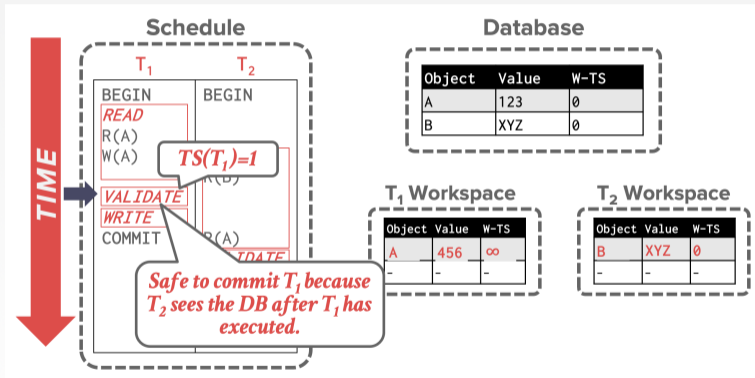 Schedule
T1 T2
BEGIN BEGIN
READ
R(A)
W(A)
TS(T1)=1
R(B)
VALIDATE
WRITE
COMMIT
R(A)
IDATE
Safe to commit T1 because
T2 sees the DB after T1 has
executed.
TIME
Database
Object Value W-TS
A 123 0
B XYZ 0
T1 Workspace
Object Value W-TS
A 456 ∞
- - -
T2 Workspace
Object Value W-TS
B XYZ 0
- - -